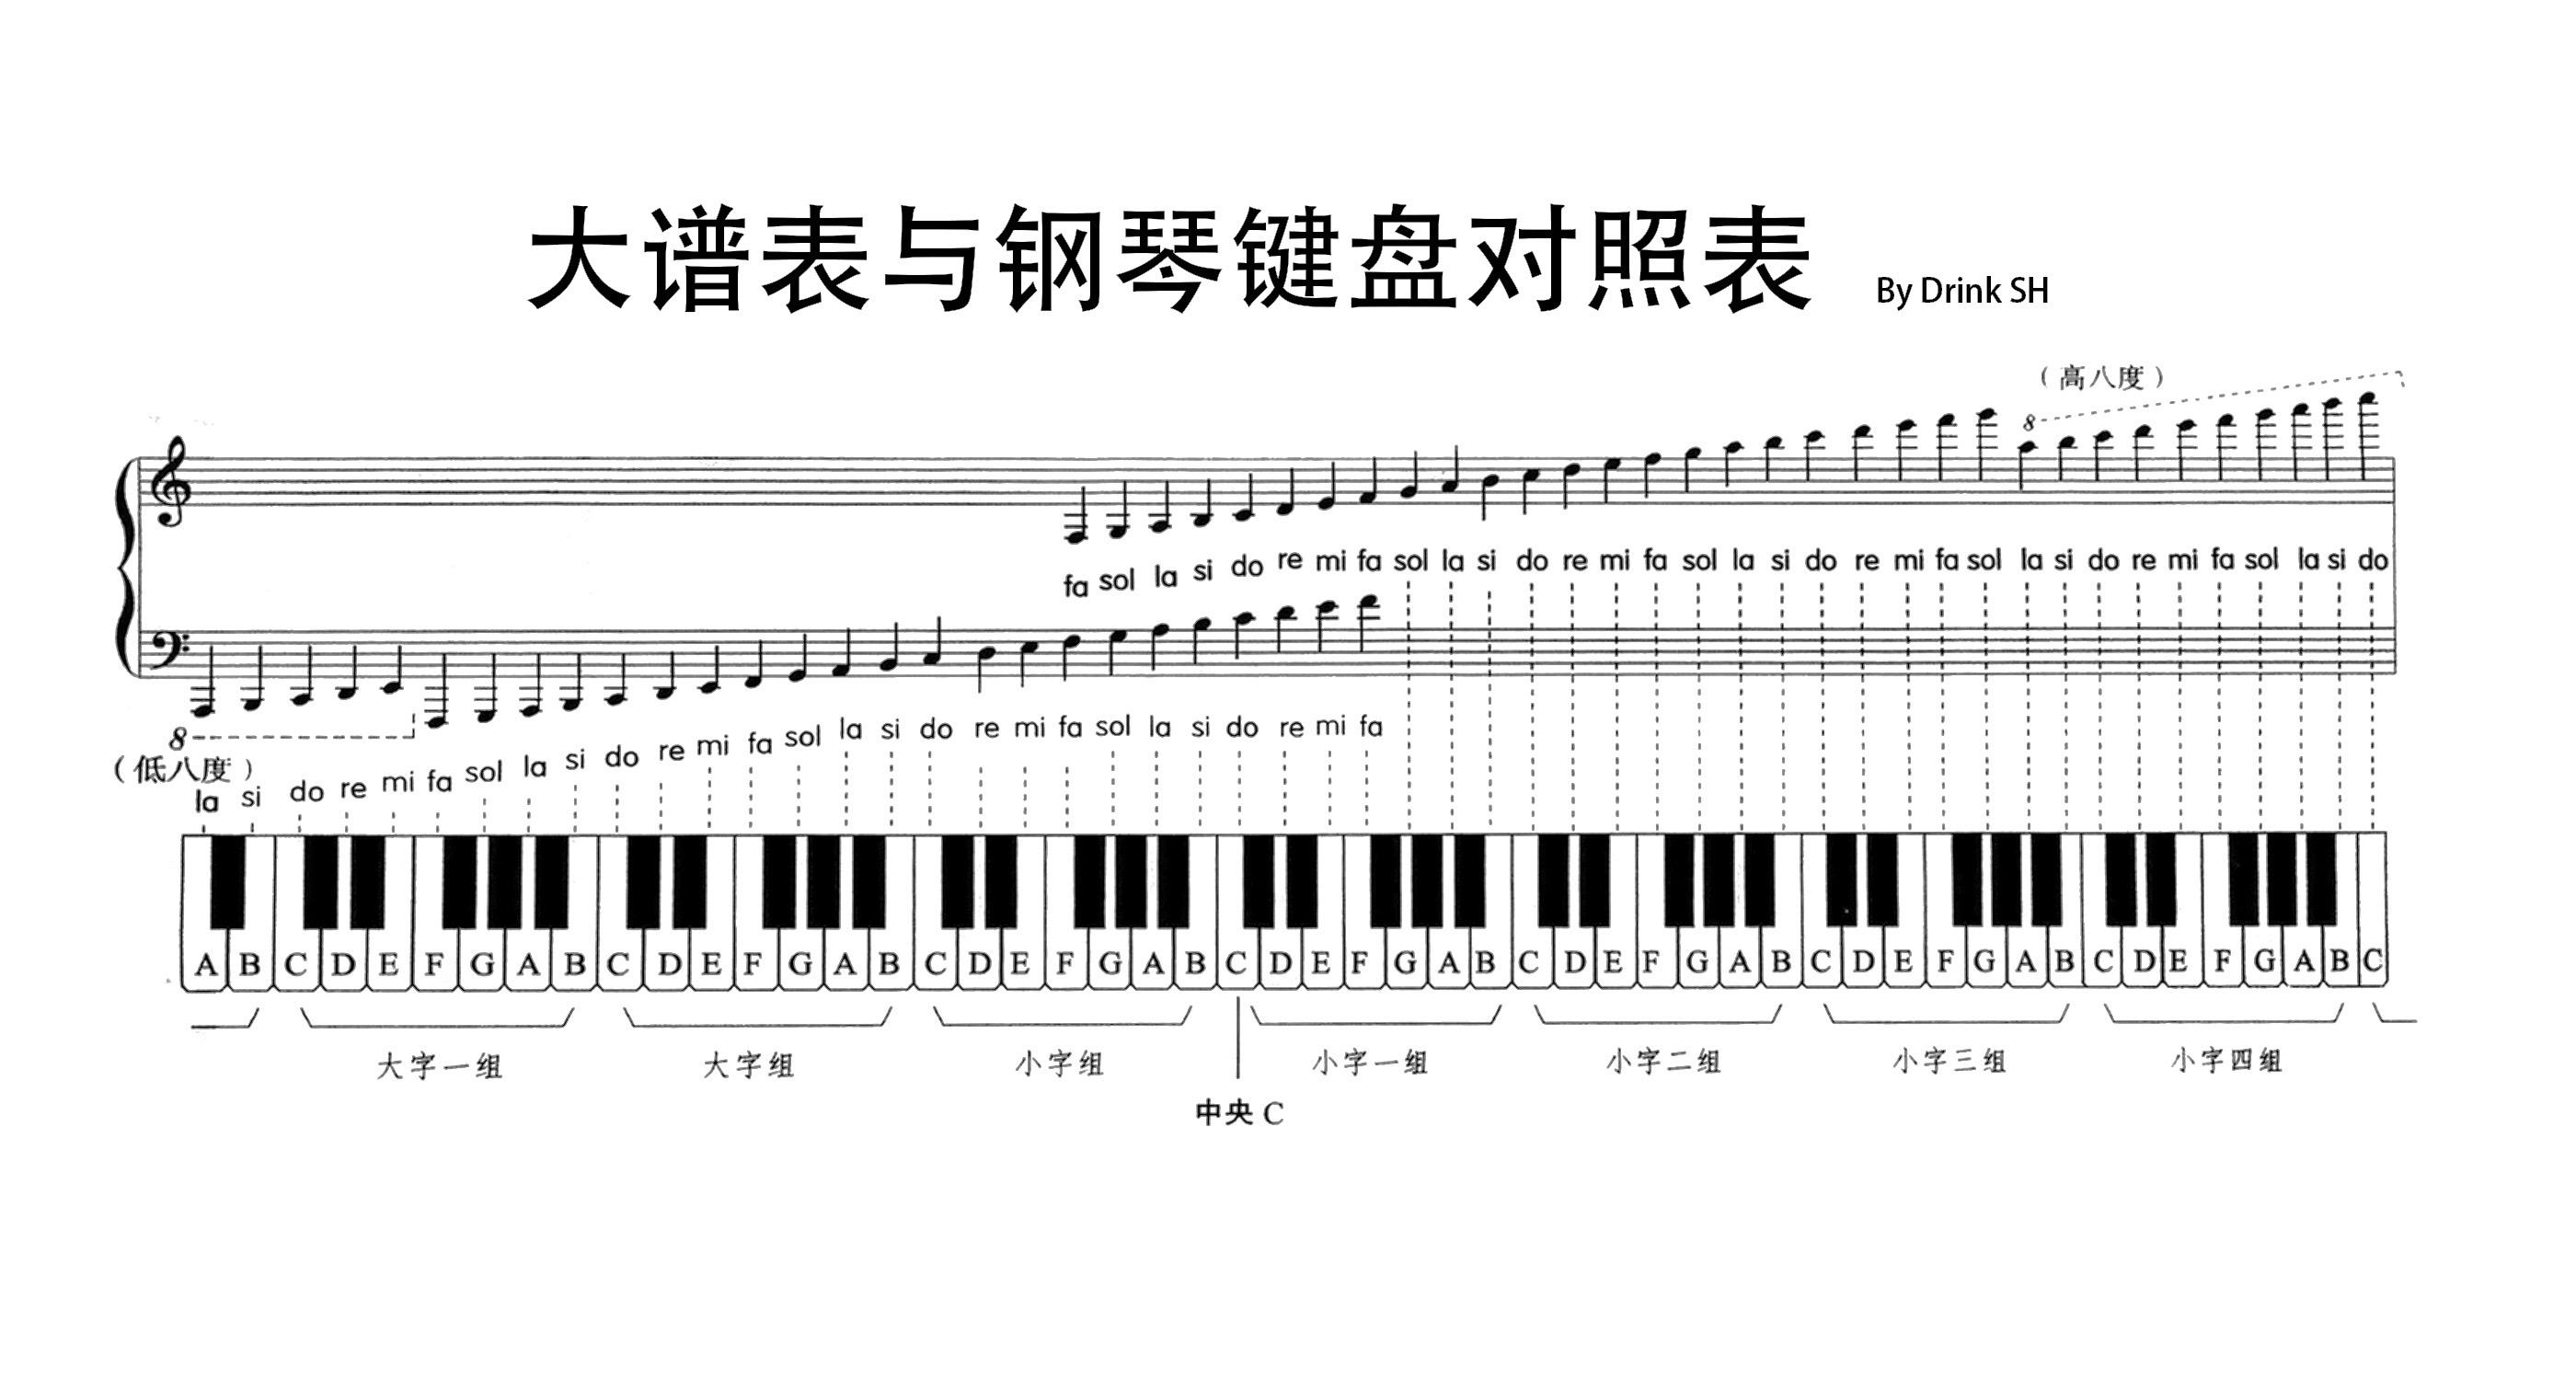 大谱表与钢琴键盘对照表 By Drink SH
(高八度)
8
fa sol la si do re mi fa sol la si do re mi fa sol la si do re mi fa sol la si do re mi fa sol la si do
8
(低八度)
la si do re mi fa sol la si do re mi fa sol la si do re mi fa sol la si do re mi fa
A B C D E F G A B C D E F G A B C D E F G A B C D E F G A B C D E F G A B C D E F G A B C D E F G A B C
大字一组 大字组 小字组 小字一组 小字二组 小字三组 小字四组
中央 C